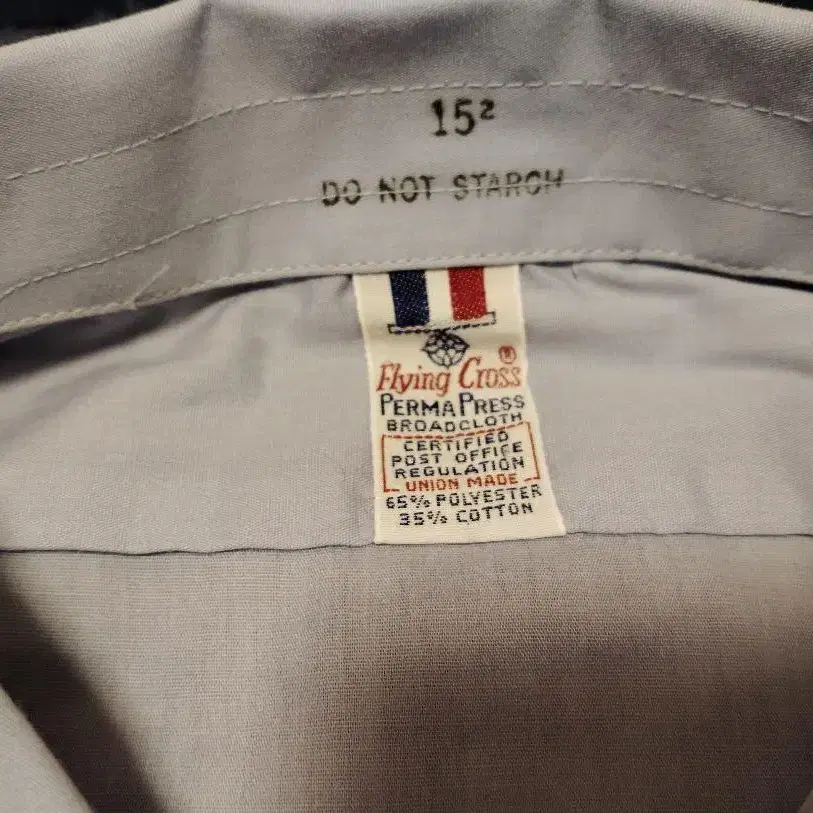 15²
DO NOT STARCH
®
Flying Cross
PERMA PRESS
BROADCLOTH
CERTIFIED
POST OFFICE
REGULATION
UNION MADE
65% POLYESTER
35% COTTON